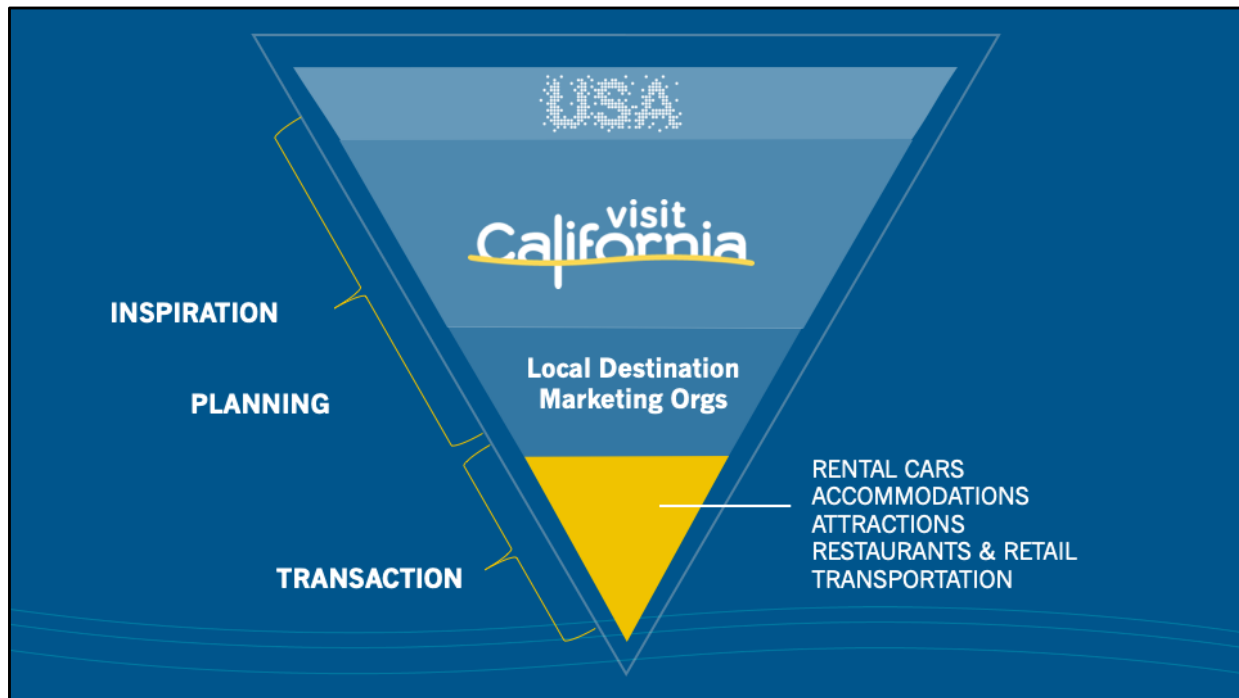 USA
visit
California
INSPIRATION
Local Destination
Marketing Orgs
PLANNING
RENTAL CARS
ACCOMMODATIONS
ATTRACTIONS
RESTAURANTS & RETAIL
TRANSPORTATION
TRANSACTION